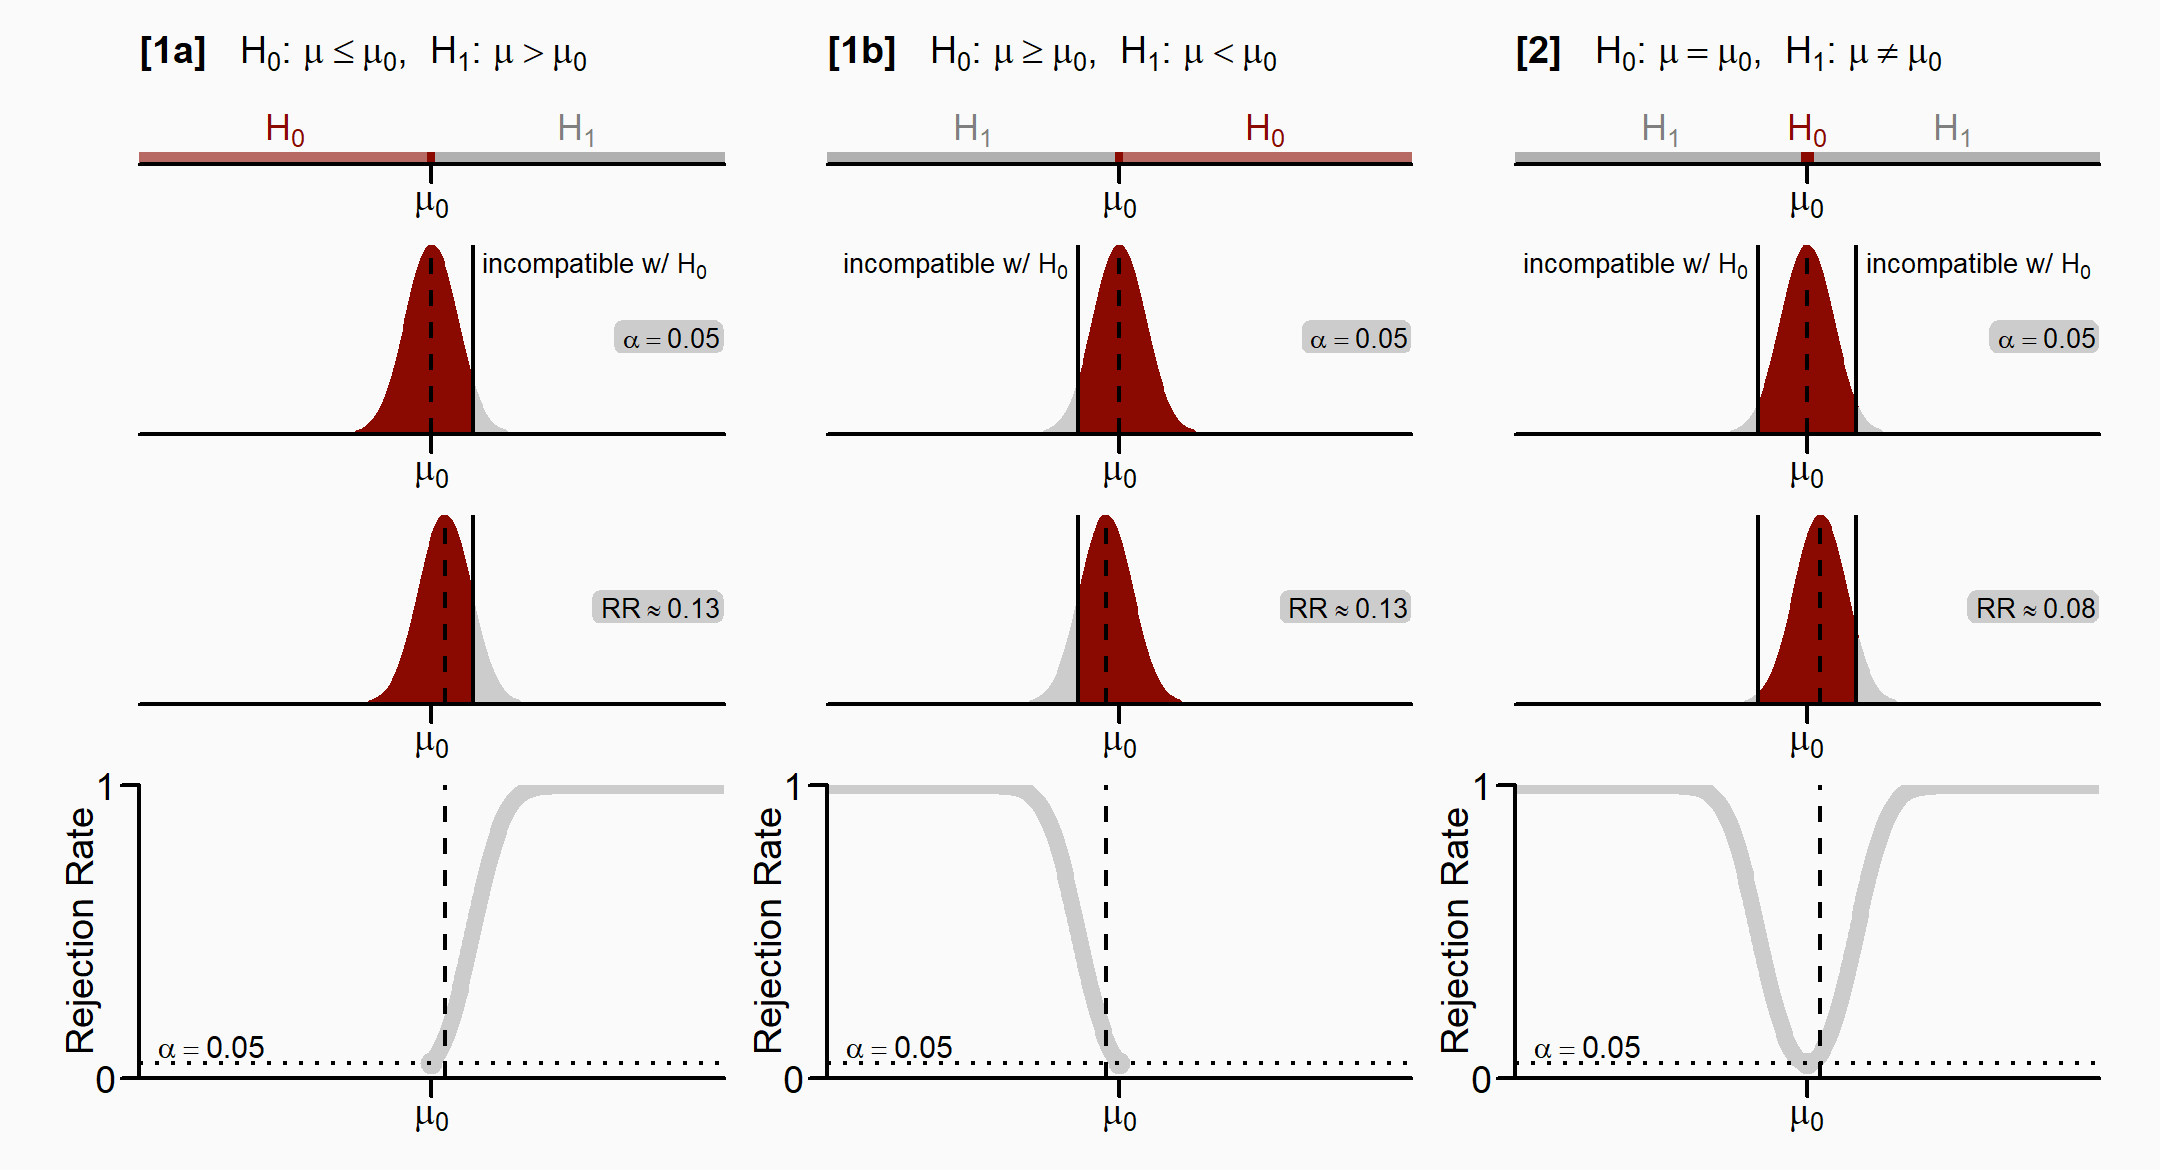 [1a] H₀: μ ≤ μ₀, H₁: μ > μ₀
H₀ H₁
μ₀
incompatible w/ H₀
α = 0.05
μ₀
RR ≈ 0.13
μ₀
1
Rejection Rate
α = 0.05
0
μ₀
[1b] H₀: μ ≥ μ₀, H₁: μ < μ₀
H₁ H₀
μ₀
incompatible w/ H₀
α = 0.05
μ₀
RR ≈ 0.13
μ₀
1
Rejection Rate
α = 0.05
0
μ₀
[2] H₀: μ = μ₀, H₁: μ ≠ μ₀
H₁ H₀ H₁
μ₀
incompatible w/ H₀ incompatible w/ H₀
α = 0.05
μ₀
RR ≈ 0.08
μ₀
1
Rejection Rate
α = 0.05
0
μ₀